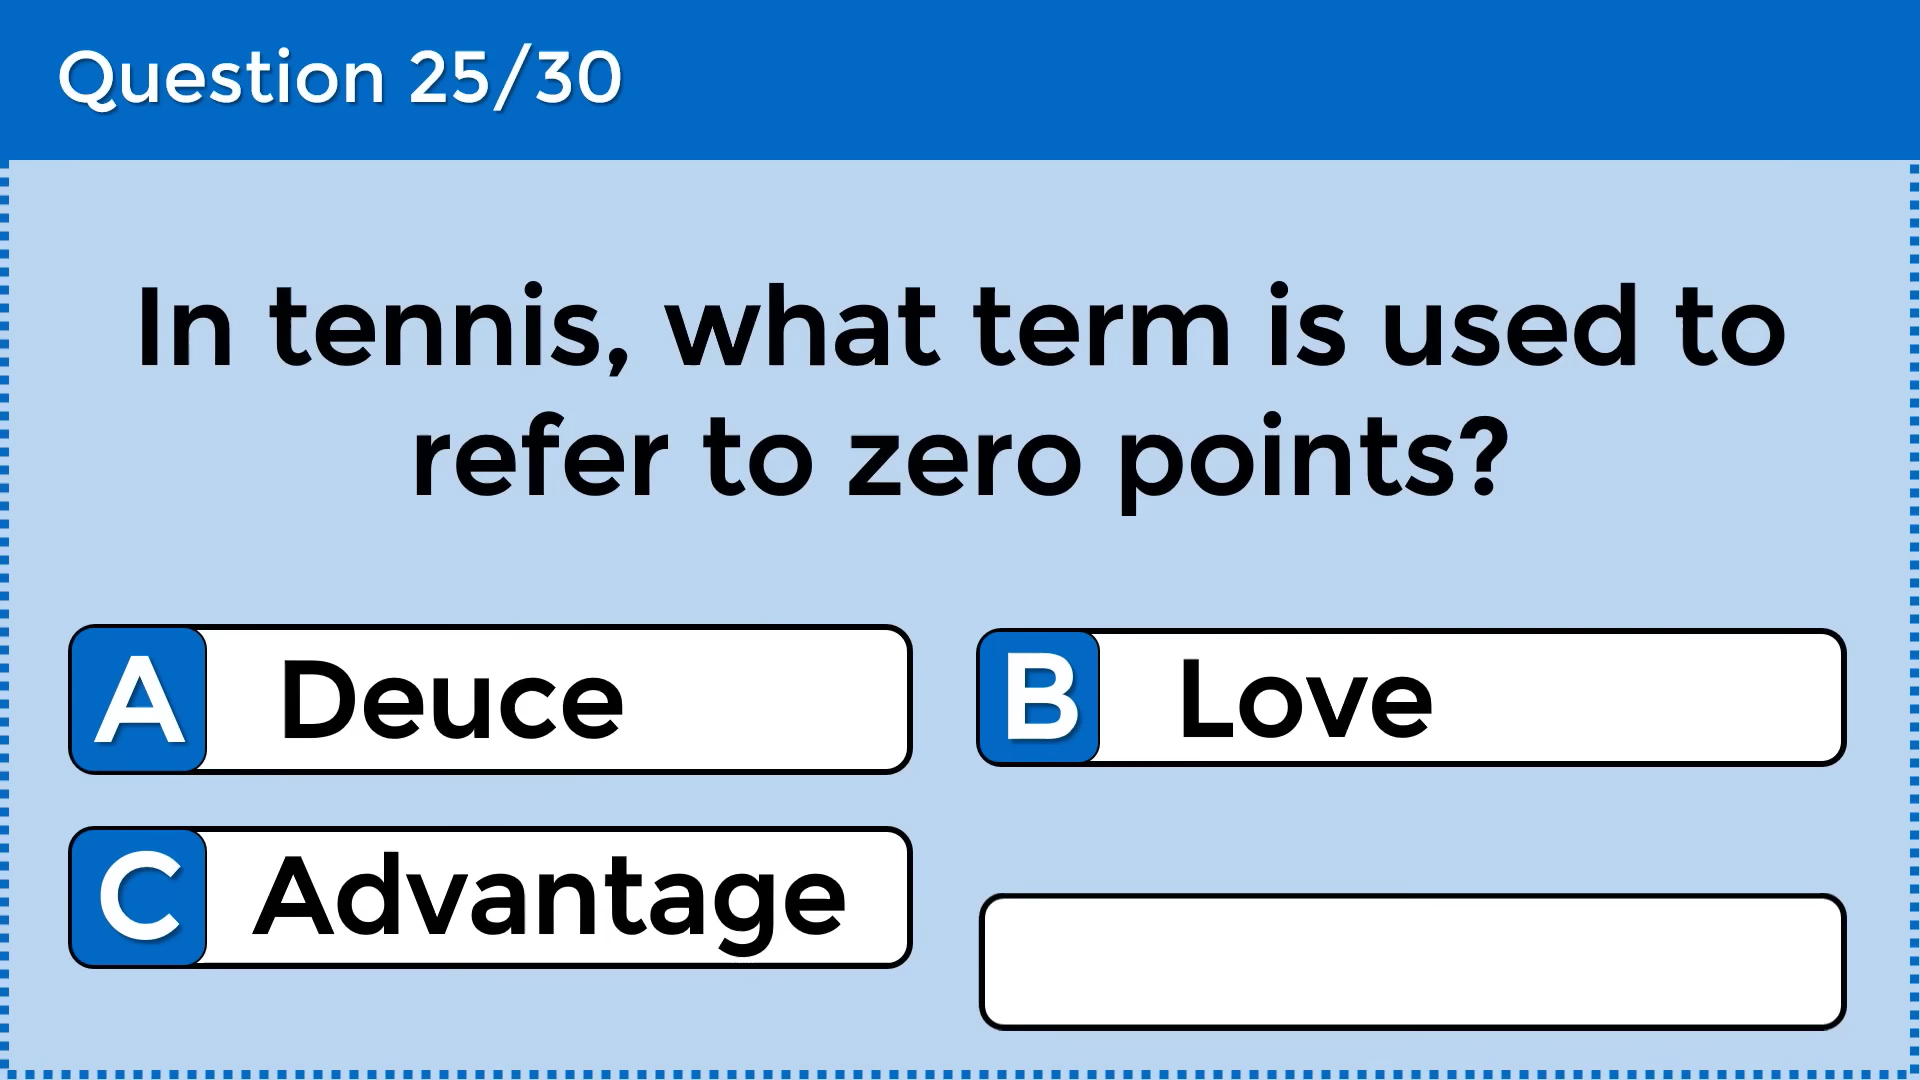 Question 25/30
In tennis, what term is used to
refer to zero points?
A Deuce
B Love
C Advantage